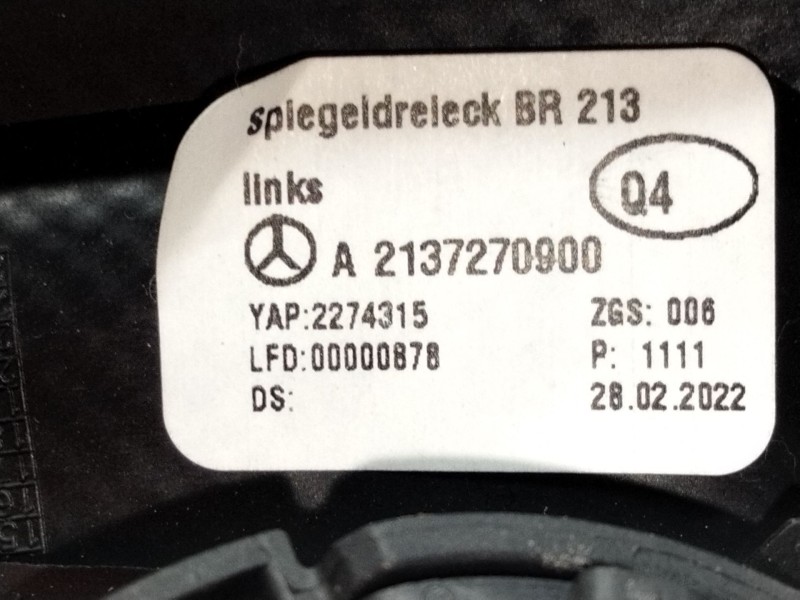 spiegeldreieck BR 213
links
Q4
A 2137270900
YAP:2274315 ZGS: 006
LFD:00000878 P: 1111
DS: 28.02.2022